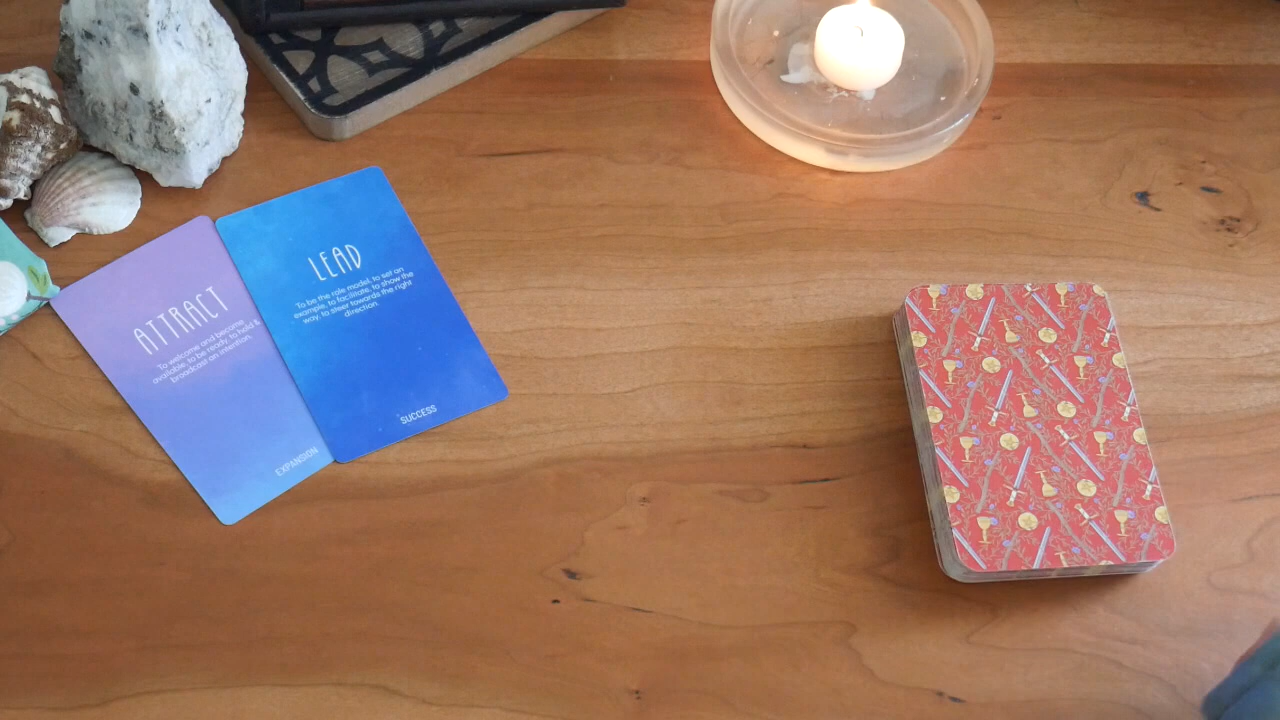 ATTRACT
To welcome and become
available, to be ready, to hold &
broadcast an intention.
EXPANSION
LEAD
To be the role model, to set an
example, to facilitate, to show the
way, to steer towards the right
direction.
SUCCESS